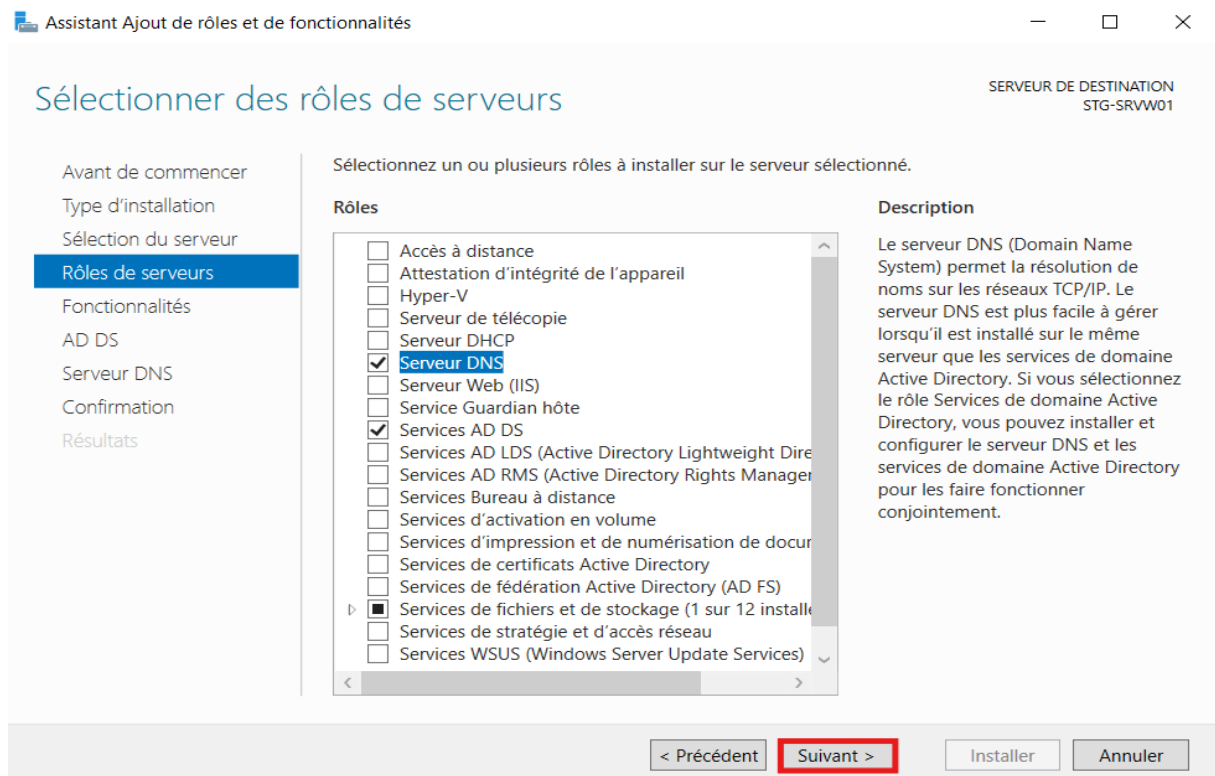 Assistant Ajout de rôles et de fonctionnalités
Sélectionner des rôles de serveurs
SERVEUR DE DESTINATION
STG-SRVW01
Avant de commencer
Type d'installation
Sélection du serveur
Rôles de serveurs
Fonctionnalités
AD DS
Serveur DNS
Confirmation
Résultats
Sélectionnez un ou plusieurs rôles à installer sur le serveur sélectionné.
Rôles
Accès à distance
Attestation d'intégrité de l'appareil
Hyper-V
Serveur de télécopie
Serveur DHCP
Serveur DNS
Serveur Web (IIS)
Service Guardian hôte
Services AD DS
Services AD LDS (Active Directory Lightweight Dire
Services AD RMS (Active Directory Rights Manager
Services Bureau à distance
Services d'activation en volume
Services d'impression et de numérisation de docur
Services de certificats Active Directory
Services de fédération Active Directory (AD FS)
Services de fichiers et de stockage (1 sur 12 installé
Services de stratégie et d'accès réseau
Services WSUS (Windows Server Update Services)
Description
Le serveur DNS (Domain Name
System) permet la résolution de
noms sur les réseaux TCP/IP. Le
serveur DNS est plus facile à gérer
lorsqu'il est installé sur le même
serveur que les services de domaine
Active Directory. Si vous sélectionnez
le rôle Services de domaine Active
Directory, vous pouvez installer et
configurer le serveur DNS et les
services de domaine Active Directory
pour les faire fonctionner
conjointement.
< Précédent
Suivant >
Installer
Annuler